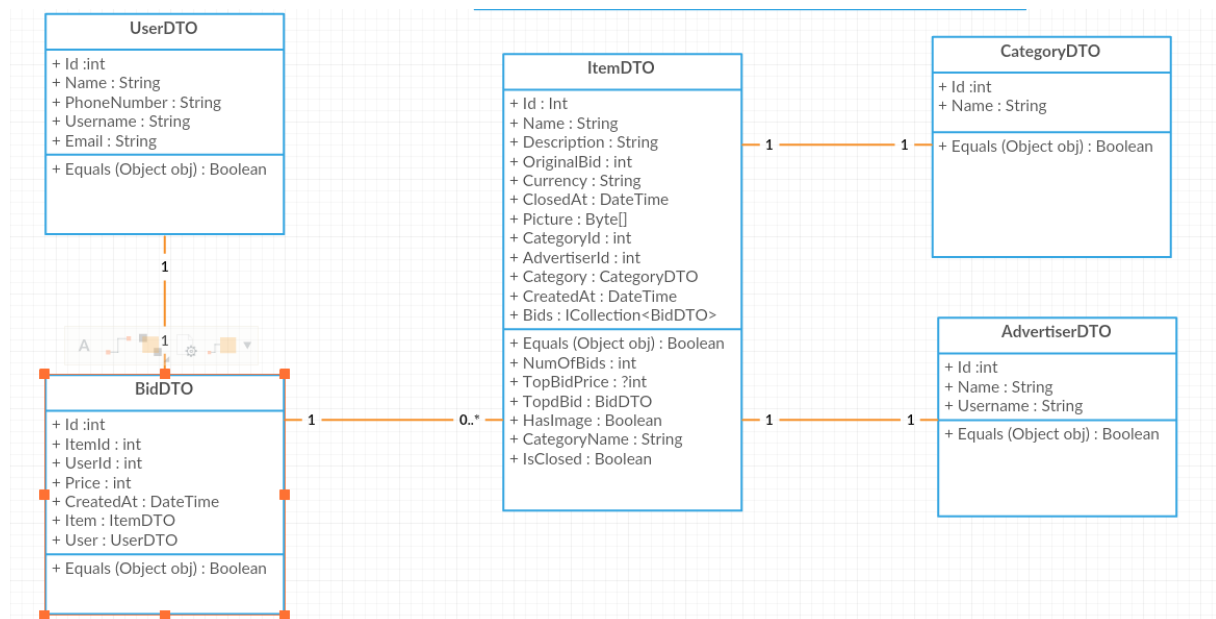 UserDTO
+ Id :int
+ Name : String
+ PhoneNumber : String
+ Username : String
+ Email : String
+ Equals (Object obj) : Boolean
1
1
A
BidDTO
+ Id :int
+ ItemId : int
+ UserId : int
+ Price : int
+ CreatedAt : DateTime
+ Item : ItemDTO
+ User : UserDTO
+ Equals (Object obj) : Boolean
1
0..*
ItemDTO
+ Id : Int
+ Name : String
+ Description : String
+ OriginalBid : int
+ Currency : String
+ ClosedAt : DateTime
+ Picture : Byte[]
+ CategoryId : int
+ AdvertiserId : int
+ Category : CategoryDTO
+ CreatedAt : DateTime
+ Bids : ICollection<BidDTO>
+ Equals (Object obj) : Boolean
+ NumOfBids : int
+ TopBidPrice : ?int
+ TopdBid : BidDTO
+ HasImage : Boolean
+ CategoryName : String
+ IsClosed : Boolean
1
1
CategoryDTO
+ Id :int
+ Name : String
+ Equals (Object obj) : Boolean
1
1
AdvertiserDTO
+ Id :int
+ Name : String
+ Username : String
+ Equals (Object obj) : Boolean